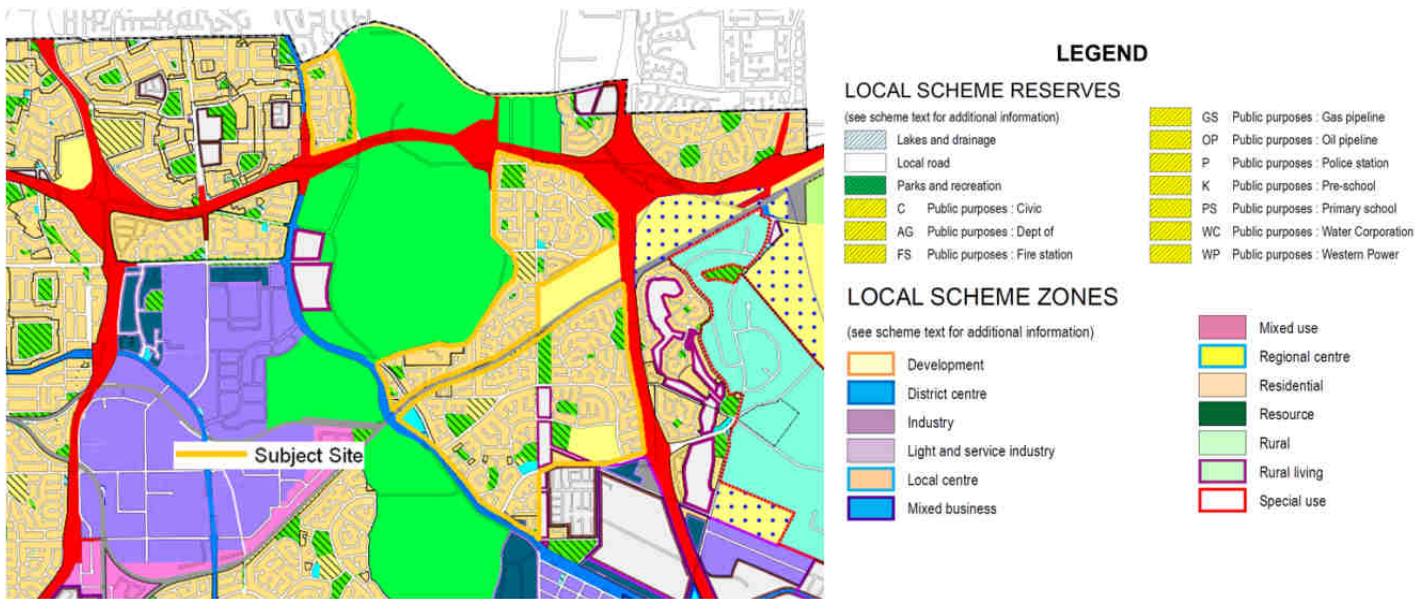 Subject Site
LEGEND
LOCAL SCHEME RESERVES
(see scheme text for additional information)
Lakes and drainage
Local road
Parks and recreation
C Public purposes : Civic
AG Public purposes : Dept of
FS Public purposes : Fire station
GS Public purposes : Gas pipeline
OP Public purposes : Oil pipeline
P Public purposes : Police station
K Public purposes : Pre-school
PS Public purposes : Primary school
WC Public purposes : Water Corporation
WP Public purposes : Western Power
LOCAL SCHEME ZONES
(see scheme text for additional information)
Development
District centre
Industry
Light and service industry
Local centre
Mixed business
Mixed use
Regional centre
Residential
Resource
Rural
Rural living
Special use